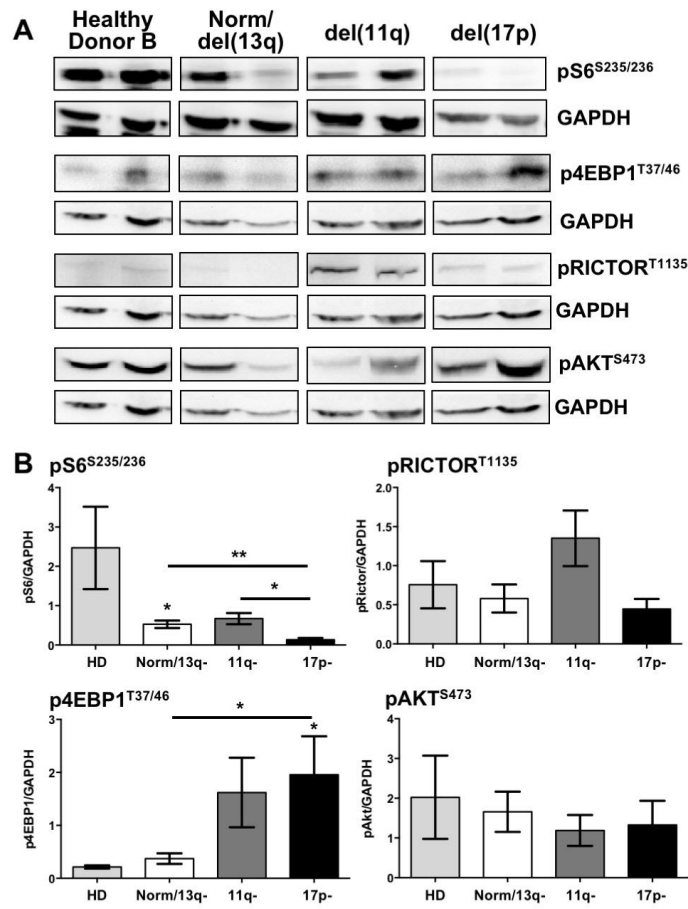 A
Healthy Donor B
Norm/ del(13q)
del(11q)
del(17p)
pS6S235/236
GAPDH
p4EBP1T37/46
GAPDH
pRICTORT1135
GAPDH
pAKTS473
GAPDH
B
pS6S235/236
pS6/GAPDH
4
3
2
1
0
**
*
*
HD Norm/13q- 11q- 17p-
pRICTORT1135
pRictor/GAPDH
2.0
1.5
1.0
0.5
0.0
HD Norm/13q- 11q- 17p-
p4EBP1T37/46
p4EBP1/GAPDH
3
2
1
0
*
*
HD Norm/13q- 11q- 17p-
pAKTS473
pAkt/GAPDH
4
3
2
1
0
HD Norm/13q- 11q- 17p-